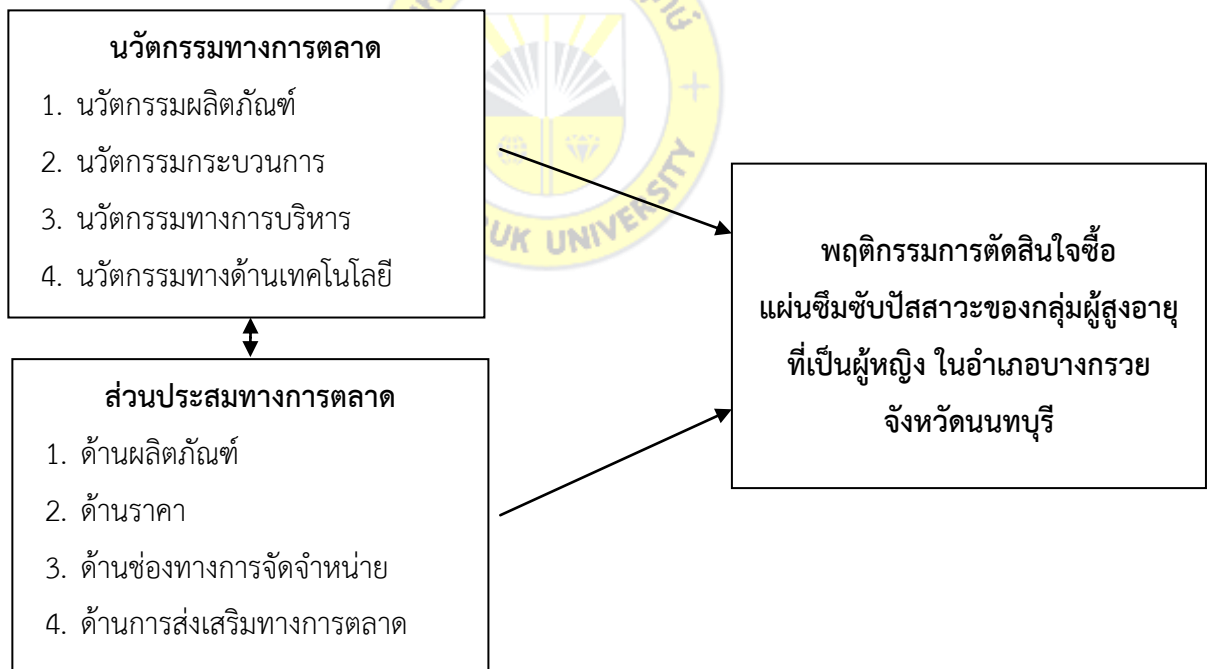 นวัตกรรมทางการตลาด
1. นวัตกรรมผลิตภัณฑ์
2. นวัตกรรมกระบวนการ
3. นวัตกรรมทางการบริหาร
4. นวัตกรรมทางด้านเทคโนโลยี
ส่วนประสมทางการตลาด
1. ด้านผลิตภัณฑ์
2. ด้านราคา
3. ด้านช่องทางการจัดจำหน่าย
4. ด้านการส่งเสริมทางการตลาด
พฤติกรรมการตัดสินใจซื้อ
แผ่นซึมซับปัสสาวะของกลุ่มผู้สูงอายุ
ที่เป็นผู้หญิง ในอำเภอบางกรวย
จังหวัดนนทบุรี
UNIVERSITY